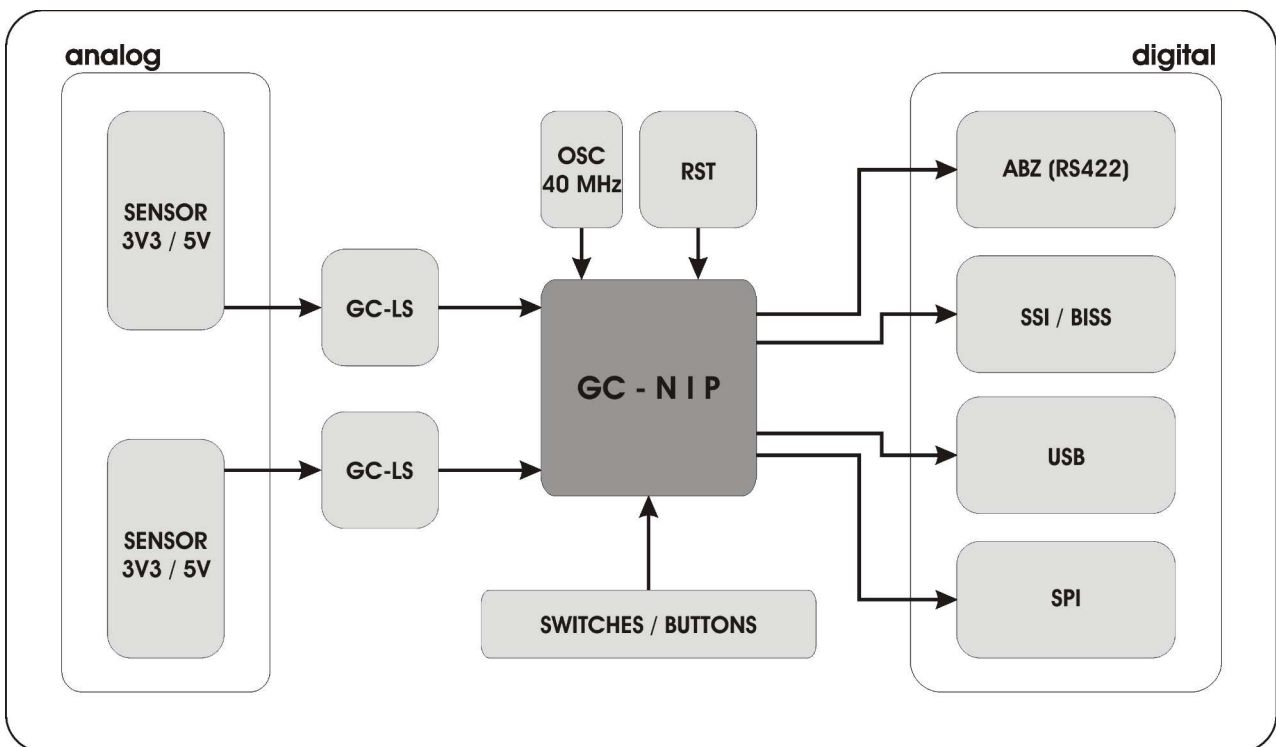 analog
digital
SENSOR
3V3 / 5V
GC-LS
OSC
40 MHz
RST
GC - N I P
ABZ (RS422)
SSI / BISS
SENSOR
3V3 / 5V
GC-LS
SWITCHES / BUTTONS
USB
SPI